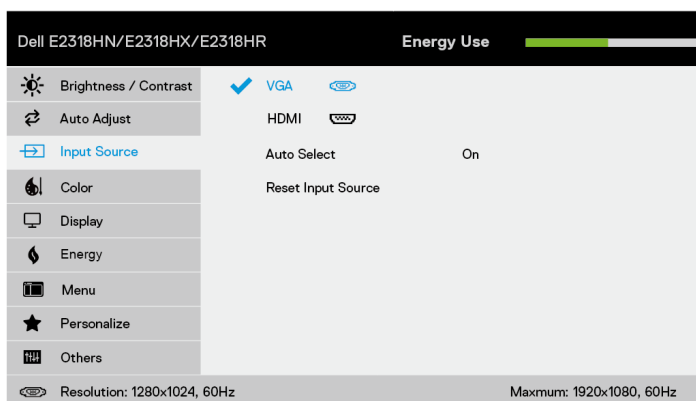 Dell E2318HN/E2318HX/E2318HR Energy Use
Brightness / Contrast VGA
Auto Adjust HDMI
Input Source Auto Select On
Color Reset Input Source
Display
Energy
Menu
Personalize
Others
Resolution: 1280x1024, 60Hz Maxmum: 1920x1080, 60Hz